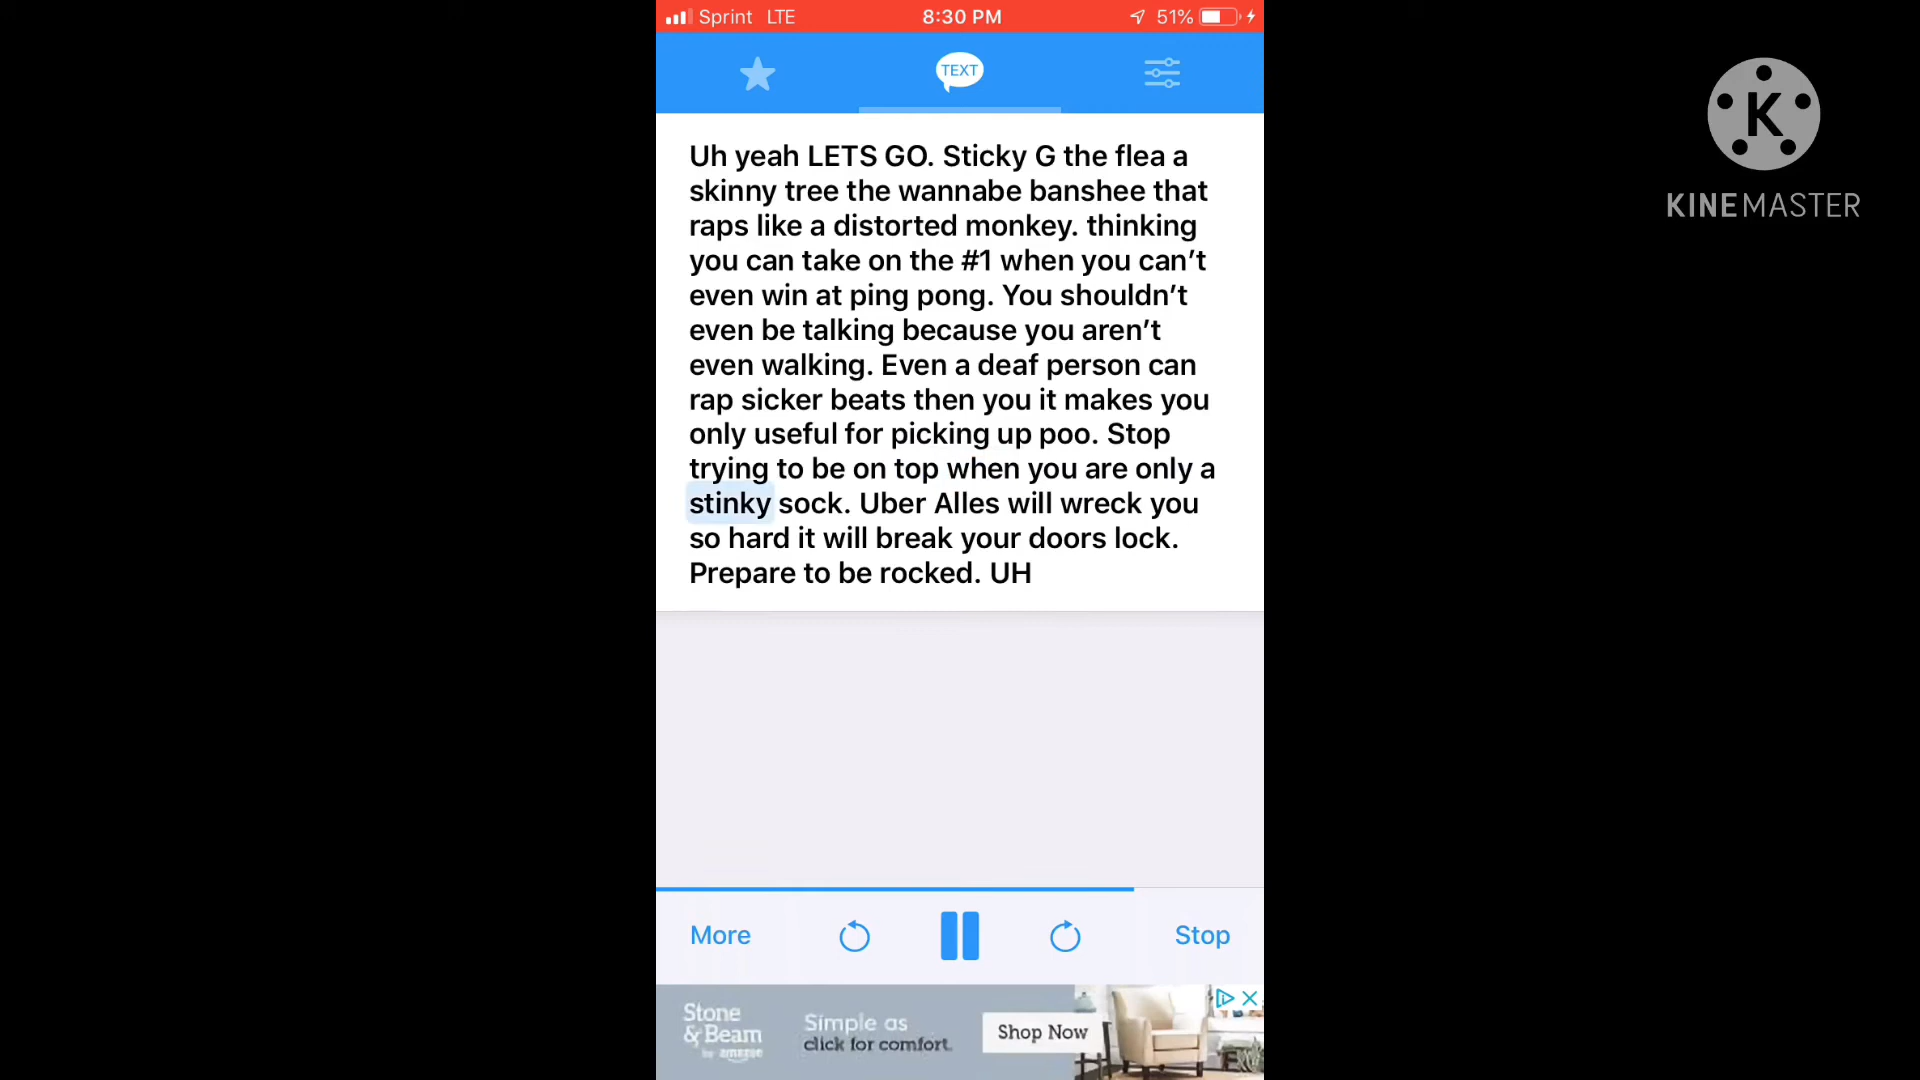 Sprint LTE 8:30 PM 51%
TEXT
K
KINEMASTER
Uh yeah LETS GO. Sticky G the flea a
skinny tree the wannabe banshee that
raps like a distorted monkey. thinking
you can take on the #1 when you can’t
even win at ping pong. You shouldn’t
even be talking because you aren’t
even walking. Even a deaf person can
rap sicker beats then you it makes you
only useful for picking up poo. Stop
trying to be on top when you are only a
stinky sock. Uber Alles will wreck you
so hard it will break your doors lock.
Prepare to be rocked. UH
More Stop
Stone
& Beam
by amazon
Simple as
click for comfort.
Shop Now